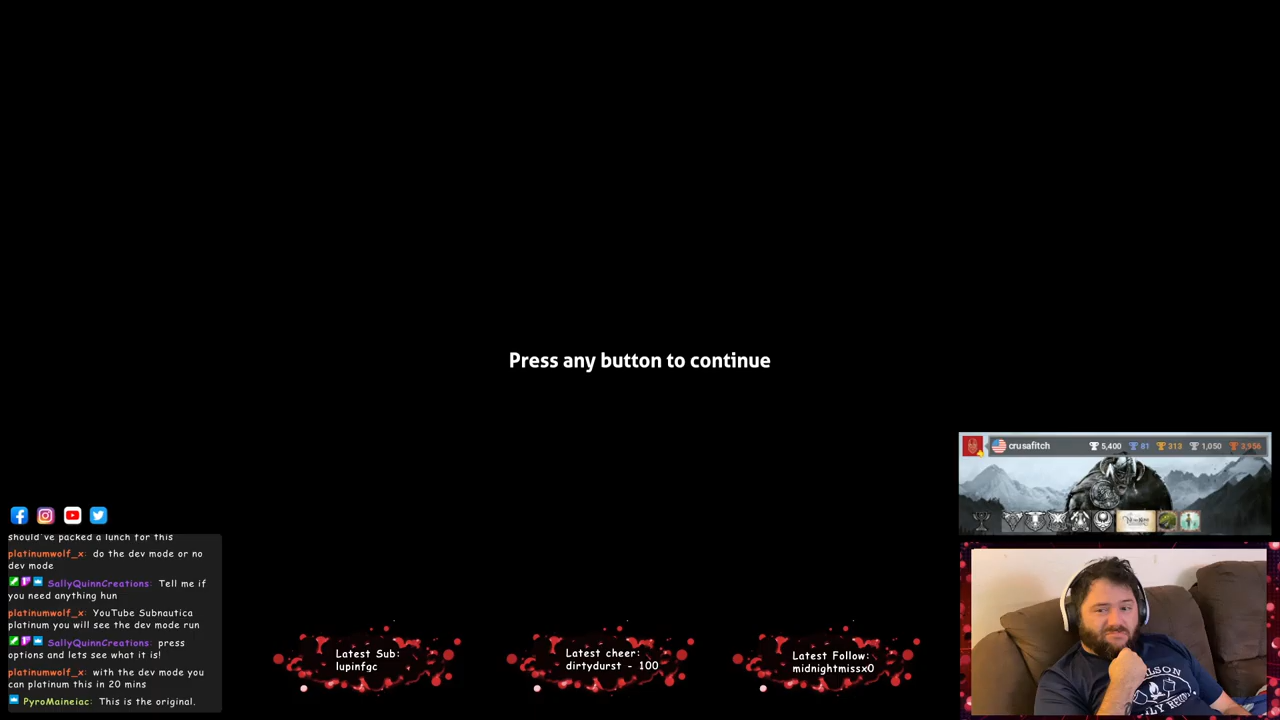 Press any button to continue
crusafitch 5,400 81 313 1,050 3,956
should've packed a lunch for this
platinumwolf_x: do the dev mode or no
dev mode
SallyQuinnCreations: Tell me if
you need anything hun
platinumwolf_x: YouTube Subnautica
platinum you will see the dev mode run
SallyQuinnCreations: press
options and lets see what it is!
platinumwolf_x: with the dev mode you
can platinum this in 20 mins
PyroMaineiac: This is the original.
Latest Sub:
lupinfgc
Latest cheer:
dirtydurst - 100
Latest Follow:
midnightmissx0